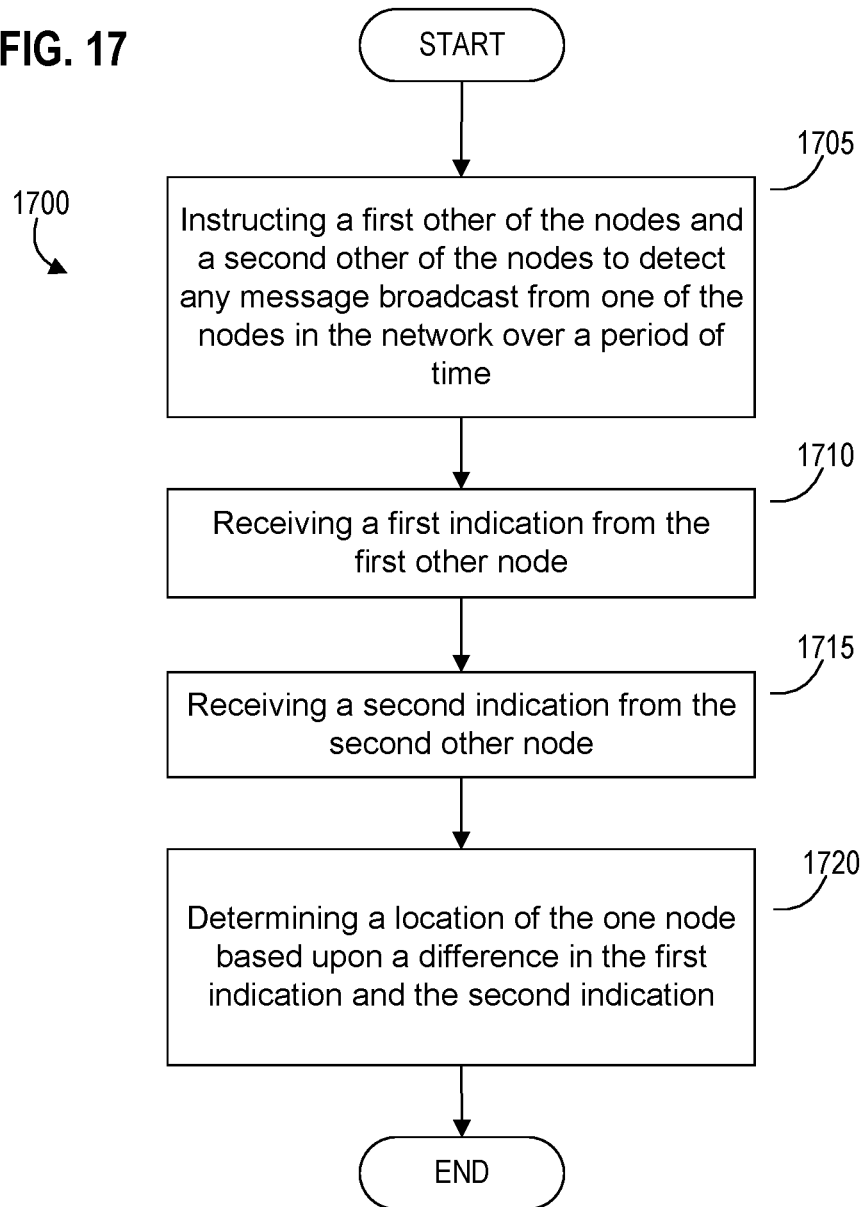 FIG. 17
START
1705
1700
Instructing a first other of the nodes and
a second other of the nodes to detect
any message broadcast from one of the
nodes in the network over a period of
time
1710
Receiving a first indication from the
first other node
1715
Receiving a second indication from the
second other node
1720
Determining a location of the one node
based upon a difference in the first
indication and the second indication
END